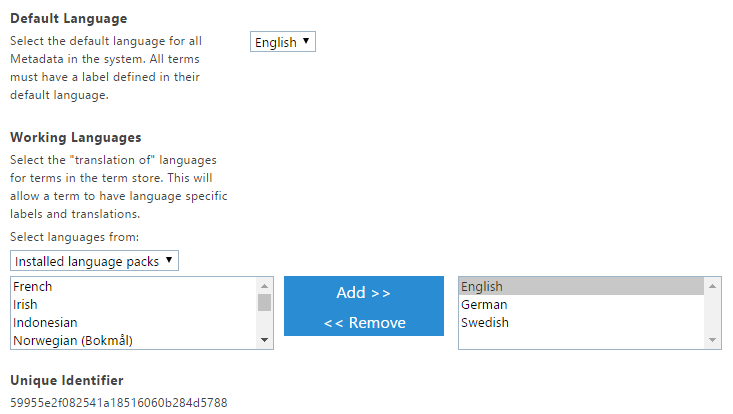 Default Language
Select the default language for all
Metadata in the system. All terms
must have a label defined in their
default language.
English
Working Languages
Select the "translation of" languages
for terms in the term store. This will
allow a term to have language specific
labels and translations.
Select languages from:
Installed language packs
French
Irish
Indonesian
Norwegian (Bokmål)
Add >>
<< Remove
English
German
Swedish
Unique Identifier
59955e2f082541a18516060b284d5788